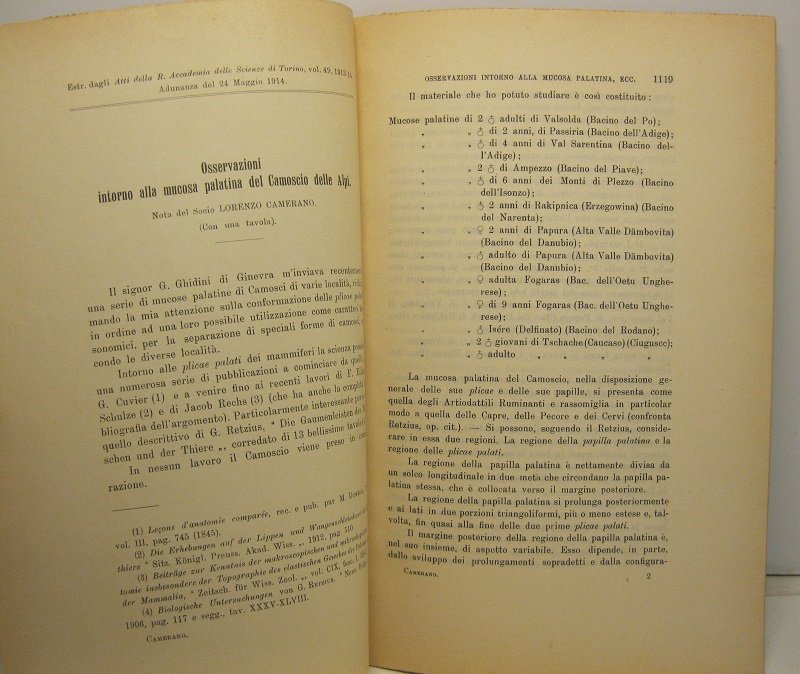 Estr. dagli Atti della R. Accademia delle Scienze di Torino, vol. 49,
Adunanza del 24 Maggio 1914.
Osservazioni
intorno alla mucosa palatina del Camoscio delle Alpi.
Nota del Socio LORENZO CAMERANO.
(Con una tavola).
Il signor G. Ghidini di Ginevra m'inviava recentemente
una serie di mucose palatine di Camosci di varie località,
mando la mia attenzione sulla conformazione delle plicae
in ordine ad una loro possibile utilizzazione come caratteri
sonomici, per la separazione di speciali forme di camosci,
condo le diverse località.
Intorno alle plicae palati dei mammiferi la scienza
una numerosa serie di pubblicazioni a cominciare da
G. Cuvier (1) e a venire fino ai recenti lavori di F.
Schulze (2) e di Jacob Rechs (3) (che ha anche la completa
bibliografia dell'argomento). Particolarmente interessante
quello descrittivo di G. Retzius, " Die Gaumenleisten des
schen und der Thiere „, corredato di 13 bellissime tavole
In nessun lavoro il Camoscio viene preso in
razione.
(1) Leçons d'anatomie comparée, rec. e pub. par M.
vol. III, pag. 745 (1845).
(2) Die Erhebungen auf der Lippen und Wangenschleimhaut
thiere " Sitz. Königl. Preuss. Akad. Wiss. „, 1912, pag. 510.
(3) Beiträge zur Kenntnis der makroskopischen und
tomie insbesondere der Topographie des elastischen Gewebes des
der Mammalia, " Zeitsch. für Wiss. Zool. „, vol. CIX, fasc.
(4) Biologische Untersuchungen von G. RETZIUS. "
1906, pag. 117 e segg., tav. XXXV-XLVIII.
CAMERANO.
OSSERVAZIONI INTORNO ALLA MUCOSA PALATINA, ECC. 1119
Il materiale che ho potuto studiare è così costituito:
Mucose palatine di 2 ♂ adulti di Valsolda (Bacino del Po);
„ „ ♂ di 2 anni, di Passiria (Bacino dell'Adige);
„ „ ♂ di 4 anni di Val Sarentina (Bacino del-
l'Adige);
„ „ 2 ♂ di Ampezzo (Bacino del Piave);
„ „ ♂ di 6 anni dei Monti di Plezzo (Bacino
dell'Isonzo);
„ „ ♂ 2 anni di Rakipnica (Erzegowina) (Bacino
del Narenta);
„ „ ♀ 2 anni di Papura (Alta Valle Dâmbovita)
(Bacino del Danubio);
„ „ ♂ adulto di Papura (Alta Valle Dâmbovita)
(Bacino del Danubio);
„ „ ♀ adulta Fogaras (Bac. dell'Oetu Unghe-
rese);
„ „ ♀ di 9 anni Fogaras (Bac. dell'Oetu Unghe-
rese);
„ „ ♂ Isére (Delfinato) (Bacino del Rodano);
„ „ 2 ♂ giovani di Tschache (Caucaso) (Ciuguscc);
„ „ ♂ adulto „ „ „ „
La mucosa palatina del Camoscio, nella disposizione ge-
nerale delle sue plicae e delle sue papille, si presenta come
quella degli Artiodattili Ruminanti e rassomiglia in particolar
modo a quella delle Capre, delle Pecore e dei Cervi (confronta
Retzius, op. cit.). — Si possono, seguendo il Retzius, conside-
rare in essa due regioni. La regione della papilla palatina e la
regione delle plicae palati.
La regione della papilla palatina è nettamente divisa da
un solco longitudinale in due metà che circondano la papilla pa-
latina stessa, che è collocata verso il margine posteriore.
La regione della papilla palatina si prolunga posteriormente
e ai lati in due porzioni triangoliformi, più o meno estese e, tal-
volta, fin quasi alla fine delle due prime plicae palati.
Il margine posteriore della regione della papilla palatina è,
nel suo insieme, di aspotto variabile. Esso dipende, in parte,
dallo sviluppo dei prolungamenti sopradetti e dalla configura-
CAMERANO. 2